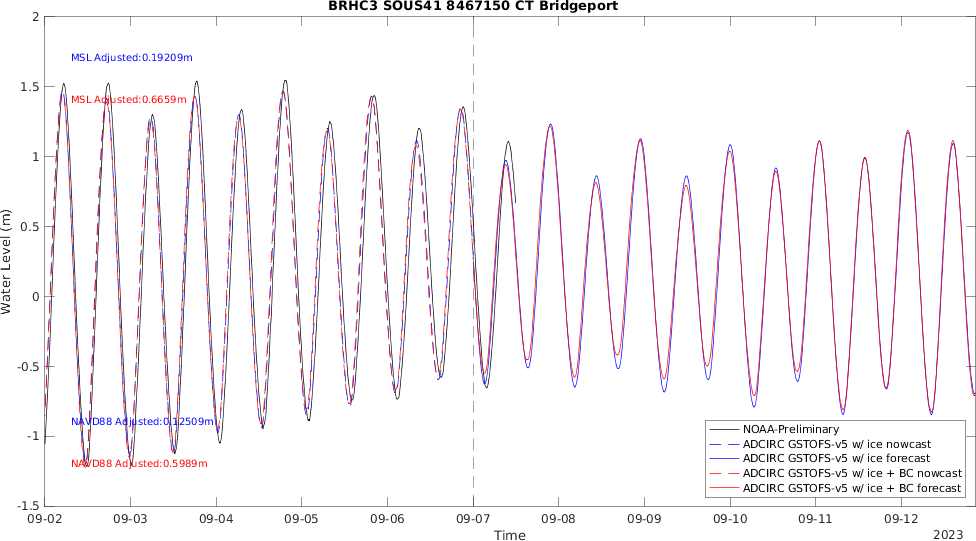 BRHC3 SOUS41 8467150 CT Bridgeport
2
1.5
1
0.5
0
-0.5
-1
-1.5
Water Level (m)
MSL Adjusted:0.19209m
MSL Adjusted:0.6659m
NAVD88 Adjusted:0.12509m
NAVD88 Adjusted:0.5989m
NOAA-Preliminary
ADCIRC GSTOFS-v5 w/ ice nowcast
ADCIRC GSTOFS-v5 w/ ice forecast
ADCIRC GSTOFS-v5 w/ ice + BC nowcast
ADCIRC GSTOFS-v5 w/ ice + BC forecast
09-02 09-03 09-04 09-05 09-06 09-07 09-08 09-09 09-10 09-11 09-12
Time
2023